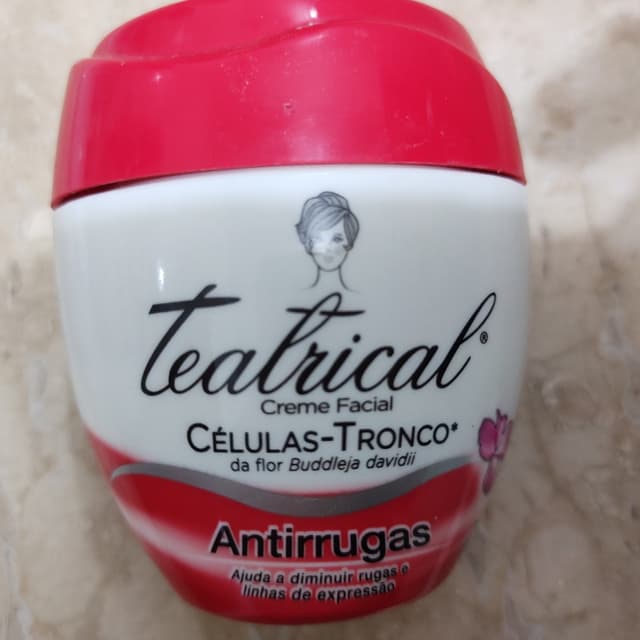 Teatrical®
Creme Facial
CÉLULAS-TRONCO*
da flor Buddleja davidii
Antirrugas
Ajuda a diminuir rugas e
linhas de expressão